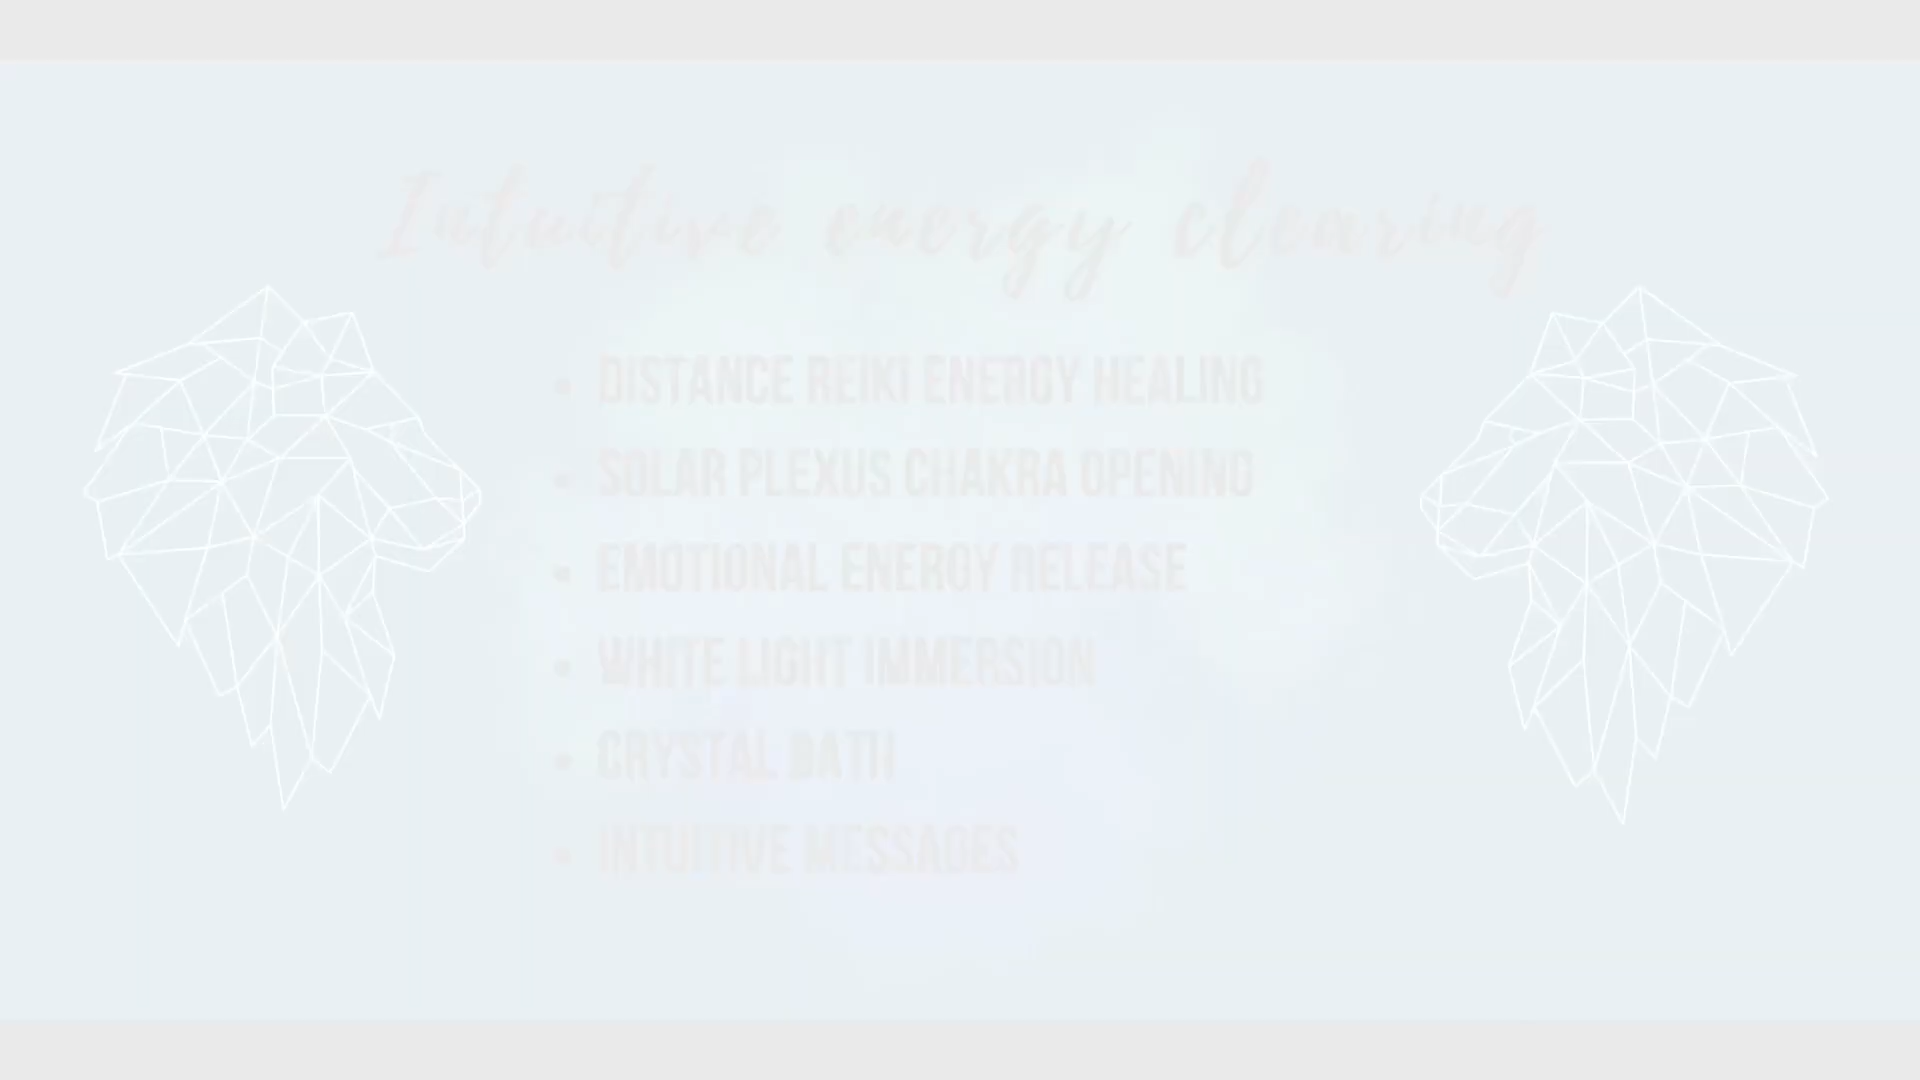 Intuitive energy clearing
• DISTANCE REIKI ENERGY HEALING
• SOLAR PLEXUS CHAKRA OPENING
• EMOTIONAL ENERGY RELEASE
• WHITE LIGHT IMMERSION
• CRYSTAL BATH
• INTUITIVE MESSAGES